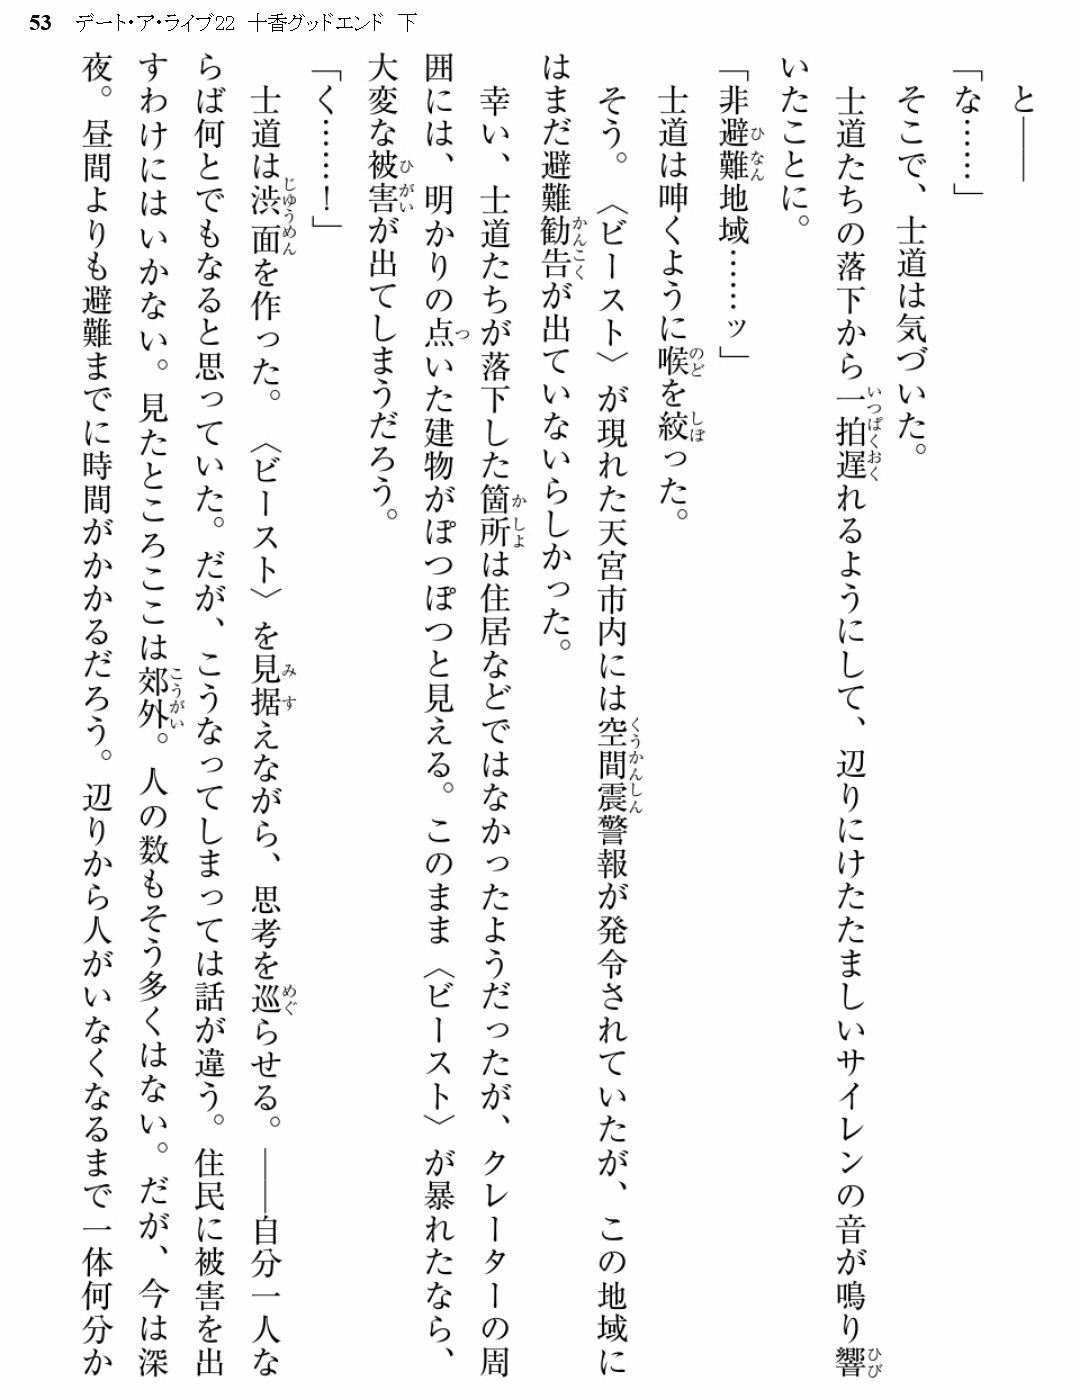 53 デート・ア・ライブ22 十香グッドエンド 下
と――
「な……」
そこで、士道は気づいた。
士道たちの落下から一拍遅れるようにして、辺りにけたたましいサイレンの音が鳴り響
いたことに。
「非避難地域……ッ」
士道は呻くように喉を絞った。
そう。〈ビースト〉が現れた天宮市内には空間震警報が発令されていたが、この地域に
はまだ避難勧告が出ていないらしかった。
幸い、士道たちが落下した箇所は住居などではなかったようだったが、クレーターの周
囲には、明かりの点いた建物がぽつぽつと見える。このまま〈ビースト〉が暴れたなら、
大変な被害が出てしまうだろう。
「く……！」
士道は渋面を作った。〈ビースト〉を見据えながら、思考を巡らせる。――自分一人な
らば何とでもなると思っていた。だが、こうなってしまっては話が違う。住民に被害を出
すわけにはいかない。見たところここは郊外。人の数もそう多くはない。だが、今は深
夜。昼間よりも避難までに時間がかかるだろう。辺りから人がいなくなるまで一体何分か